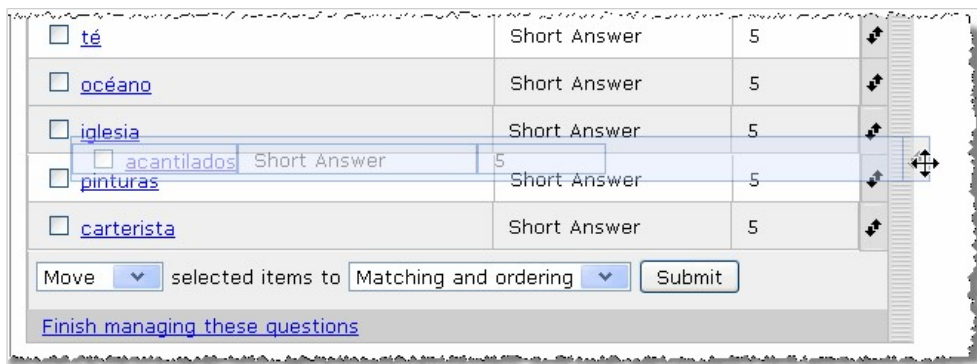 té Short Answer 5
océano Short Answer 5
iglesia Short Answer 5
acantilados Short Answer 5
pinturas Short Answer 5
carterista Short Answer 5
Move selected items to Matching and ordering Submit
Finish managing these questions